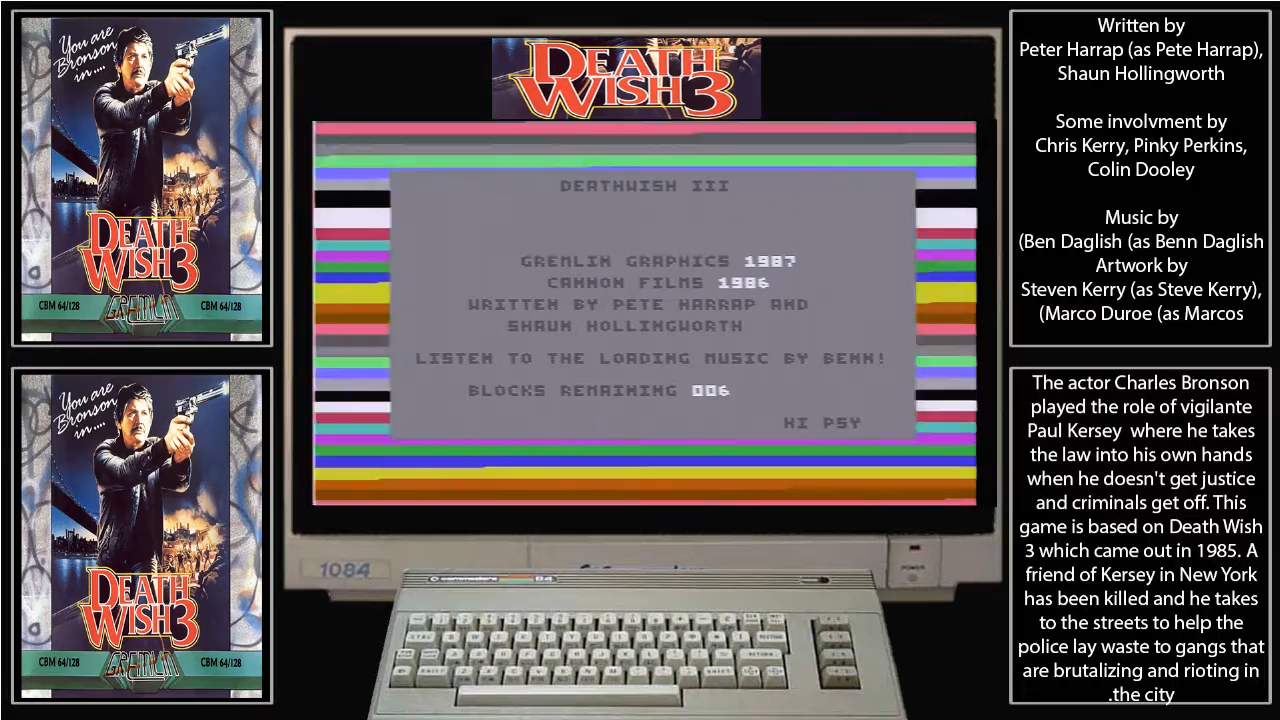 You are
Bronson
in....
DEATH
WISH 3
CBM 64/128
GREMLIN
CBM 64/128
You are
Bronson
in....
DEATH
WISH 3
CBM 64/128
GREMLIN
CBM 64/128
DEATH
WISH 3
DEATHWISH III
GREMLIN GRAPHICS 1987
CANNON FILMS 1986
WRITTEN BY PETE HARRAP AND
SHAUN HOLLINGWORTH
LISTEN TO THE LOADING MUSIC BY BENN!
BLOCKS REMAINING 006
HI PSY
1084
POWER
commodore 64
Written by
Peter Harrap (as Pete Harrap),
Shaun Hollingworth
Some involvment by
Chris Kerry, Pinky Perkins,
Colin Dooley
Music by
(Ben Daglish (as Benn Daglish
Artwork by
Steven Kerry (as Steve Kerry),
(Marco Duroe (as Marcos
The actor Charles Bronson
played the role of vigilante
Paul Kersey where he takes
the law into his own hands
when he doesn't get justice
and criminals get off. This
game is based on Death Wish
3 which came out in 1985. A
friend of Kersey in New York
has been killed and he takes
to the streets to help the
police lay waste to gangs that
are brutalizing and rioting in
.the city